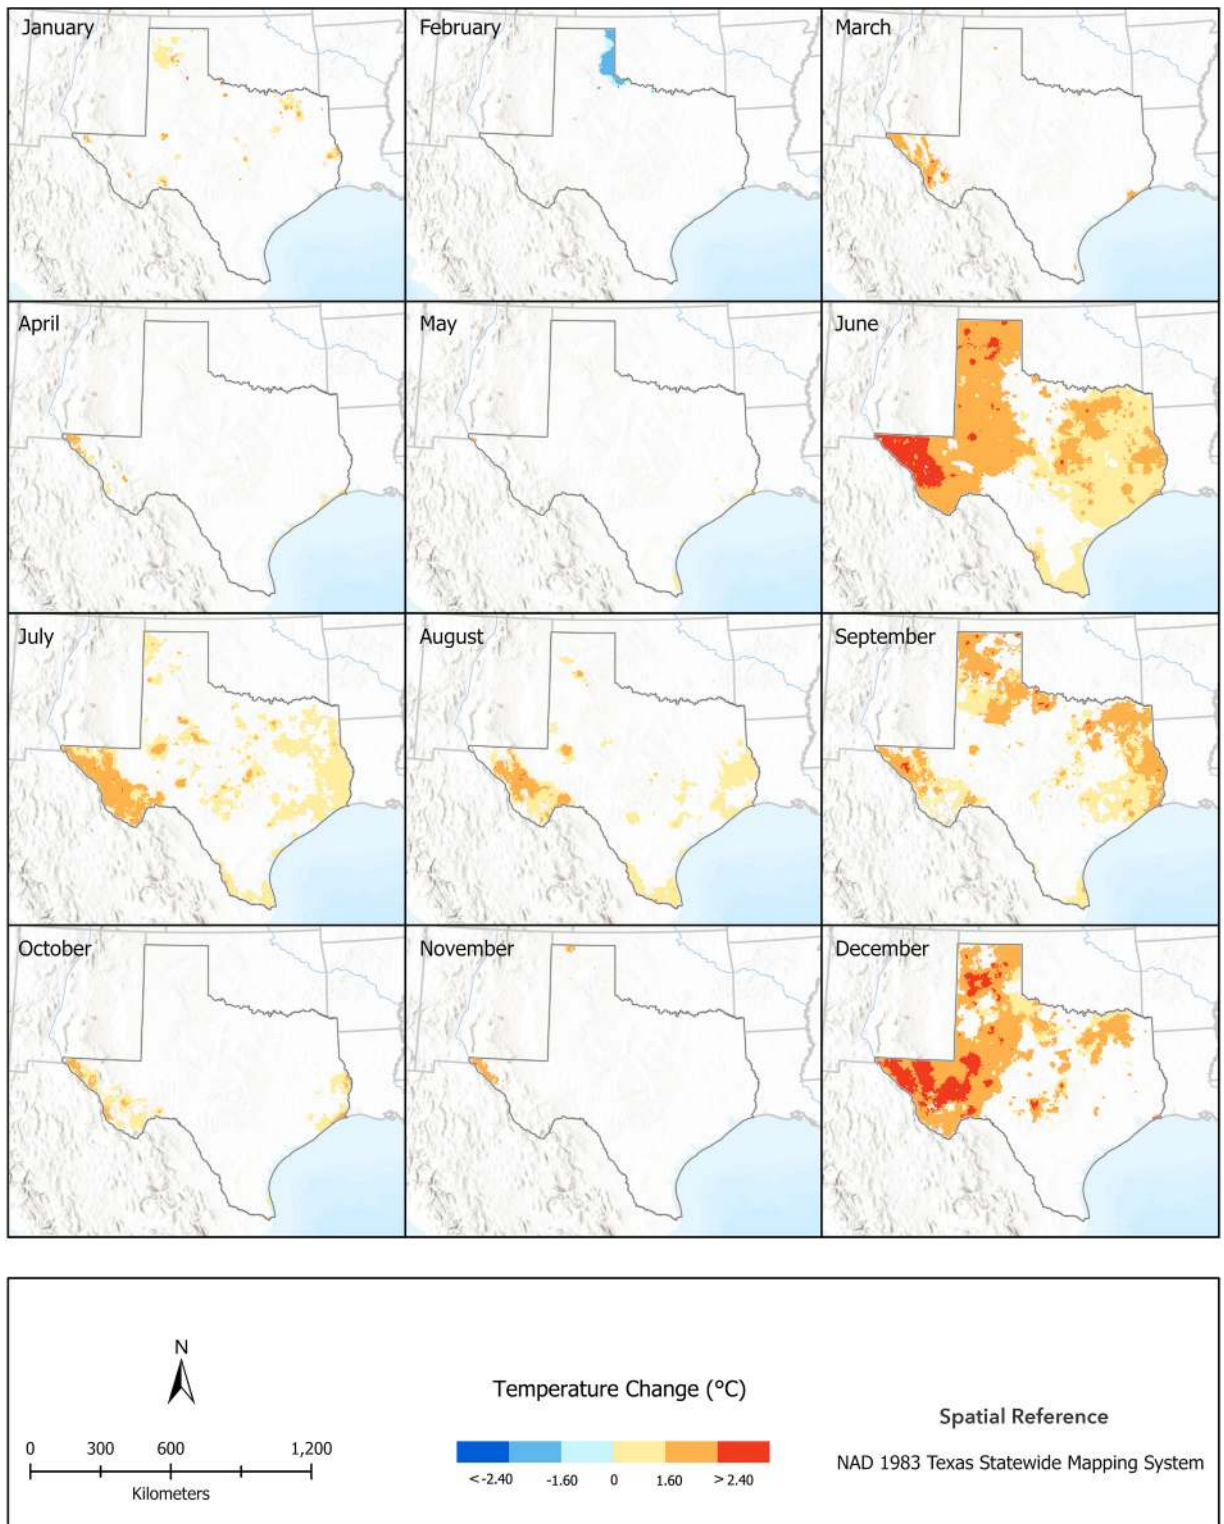 January
February
March
April
May
June
July
August
September
October
November
December
N
0 300 600 1,200
Kilometers
Temperature Change (°C)
<-2.40 -1.60 0 1.60 >2.40
Spatial Reference
NAD 1983 Texas Statewide Mapping System